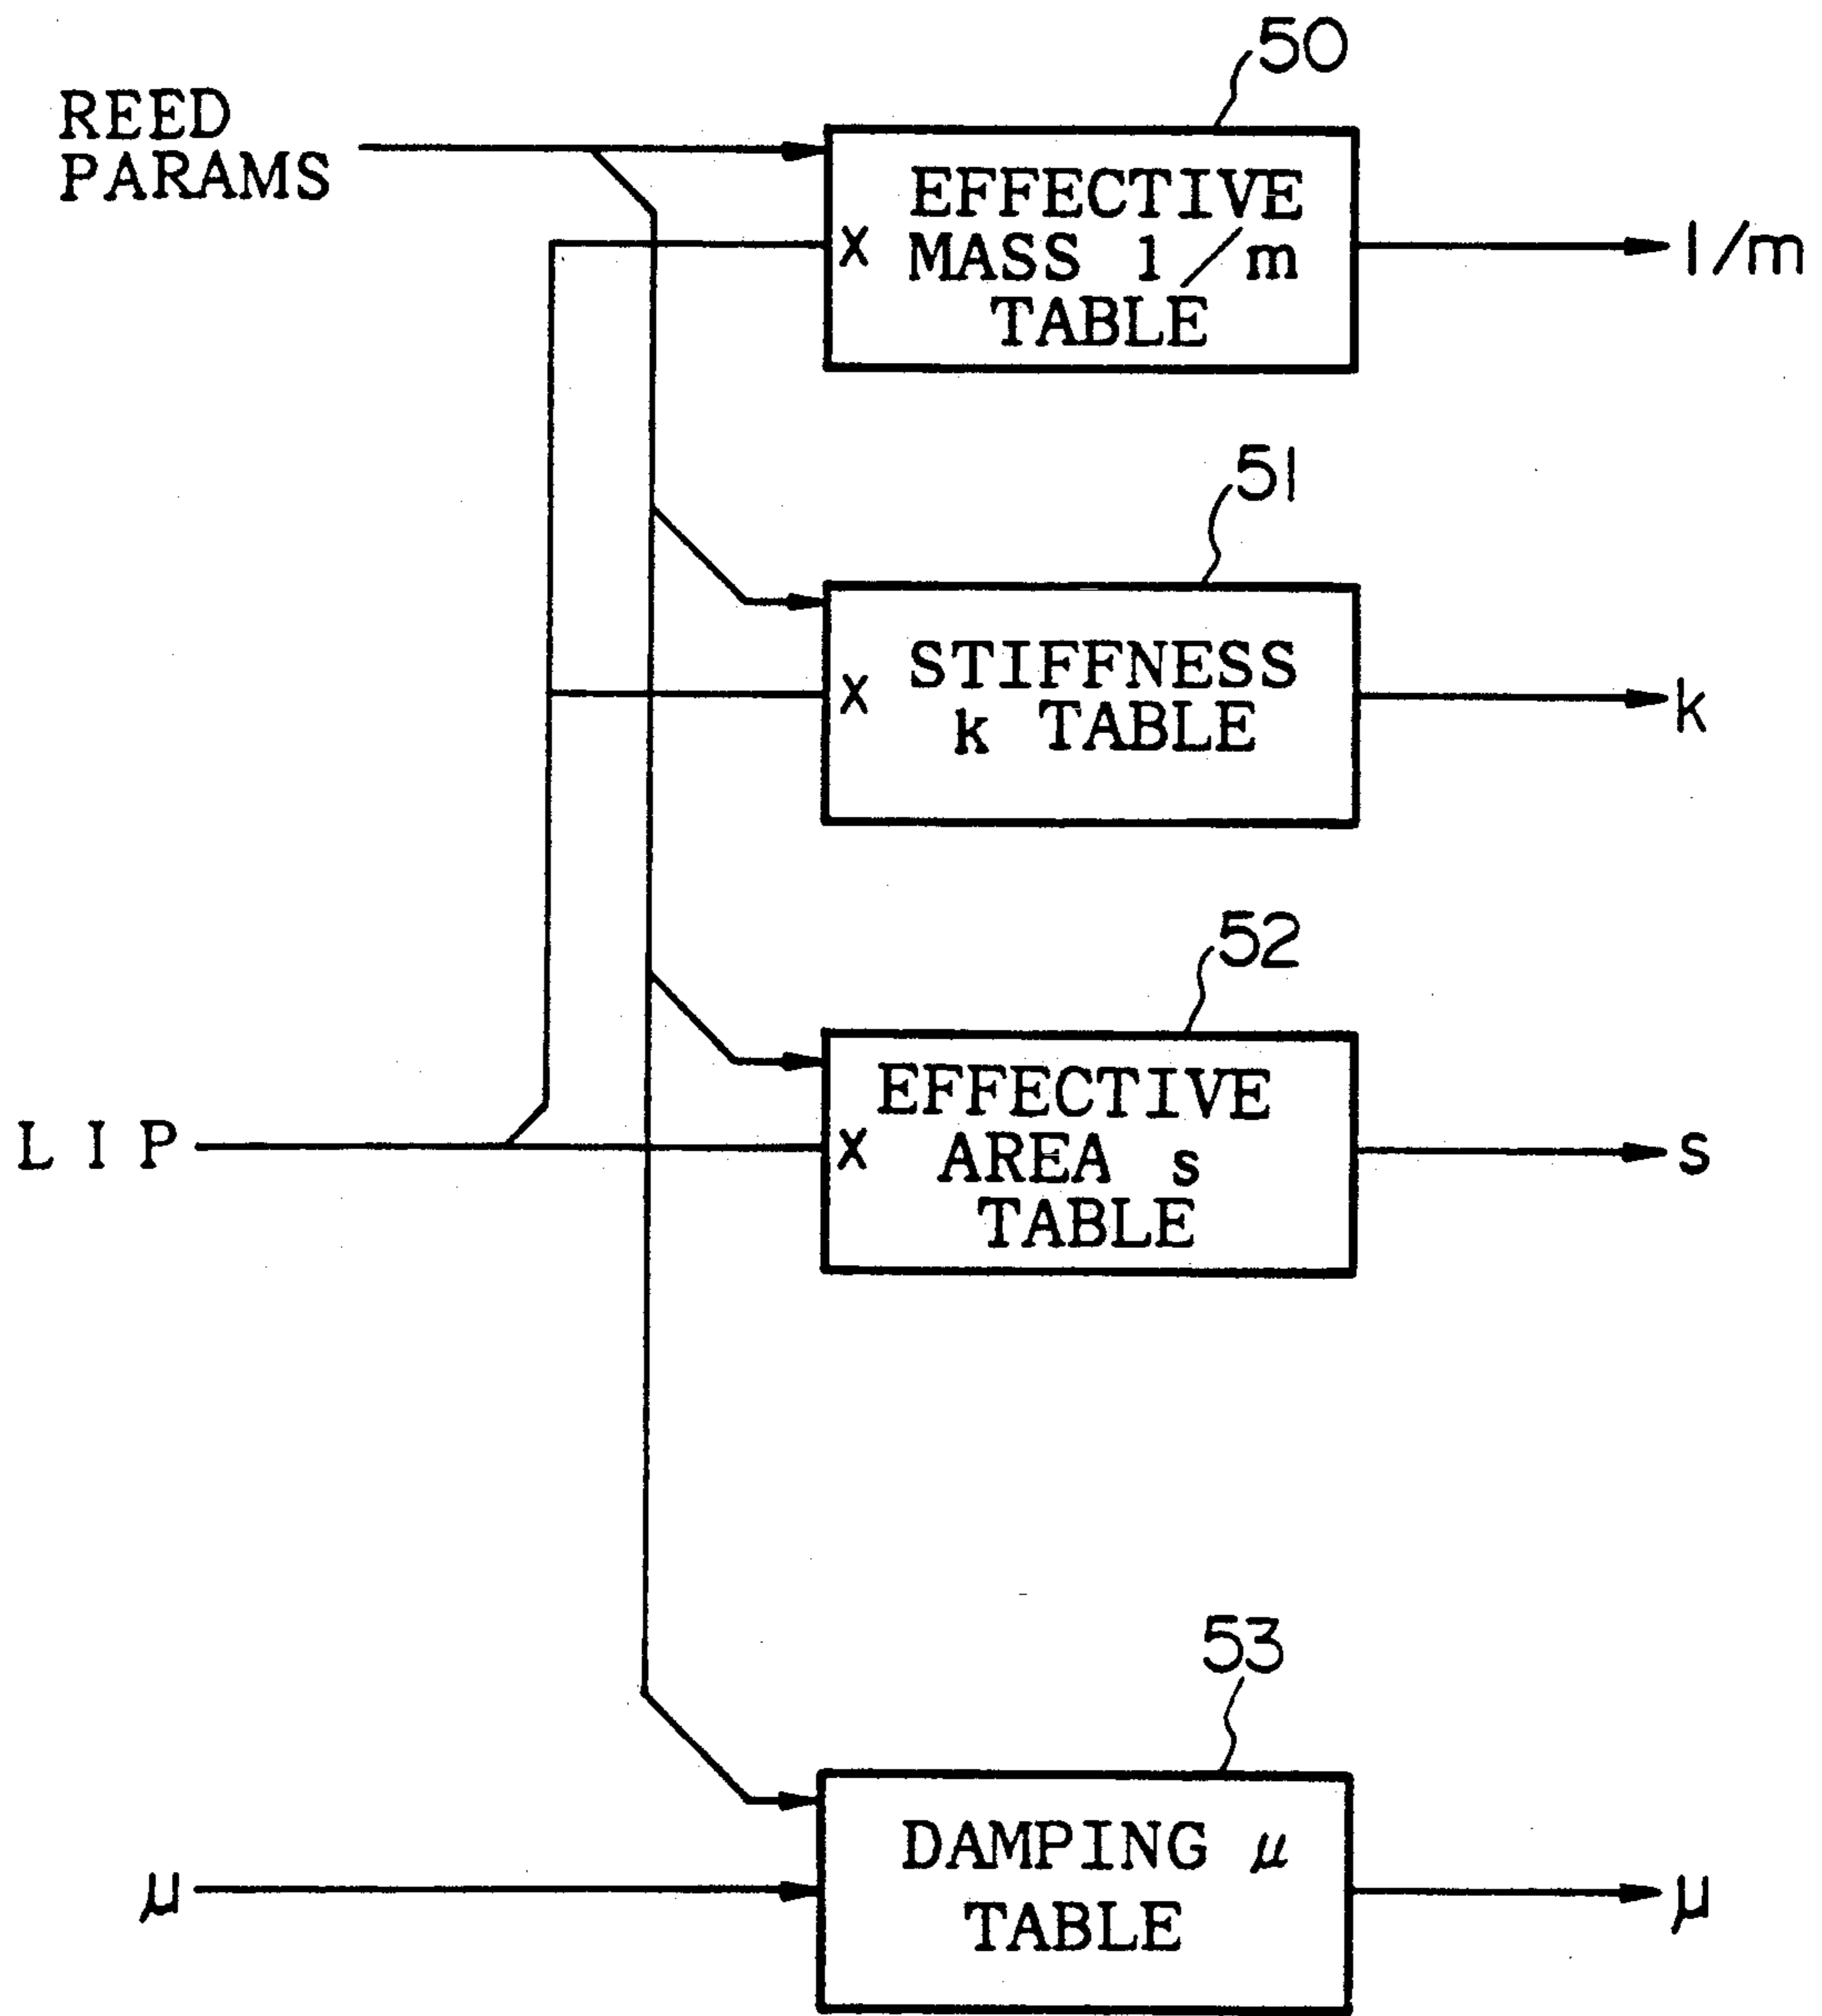 50
REED
PARAMS
EFFECTIVE
X MASS 1/m
TABLE
1/m
51
STIFFNESS
X k TABLE
k
52
EFFECTIVE
LIP
X AREA s
TABLE
s
53
DAMPING μ
TABLE
μ
μ